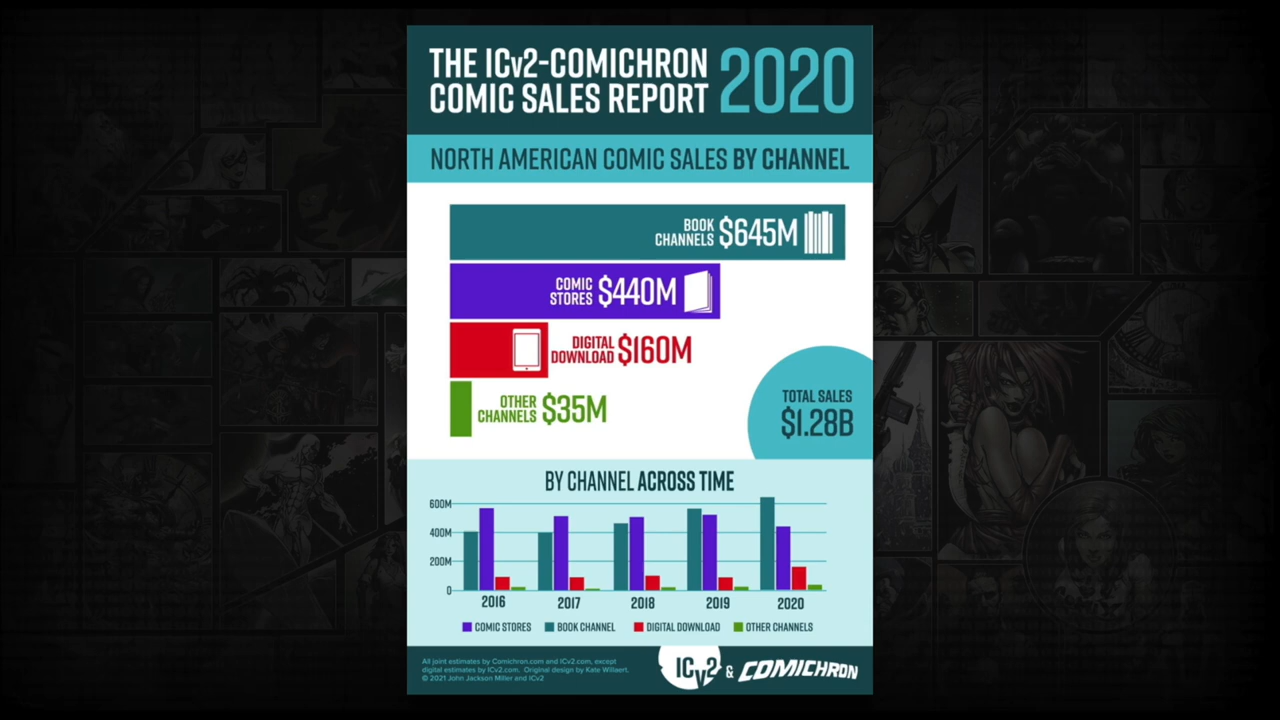 THE ICv2-COMICHRON
COMIC SALES REPORT
2020
NORTH AMERICAN COMIC SALES BY CHANNEL
BOOK
CHANNELS $645M
COMIC
STORES $440M
DIGITAL
DOWNLOAD $160M
OTHER
CHANNELS $35M
TOTAL SALES
$1.28B
BY CHANNEL ACROSS TIME
600M
400M
200M
0
2016 2017 2018 2019 2020
COMIC STORES BOOK CHANNEL DIGITAL DOWNLOAD OTHER CHANNELS
All joint estimates by Comichron.com and ICv2.com, except
digital estimates by ICv2.com. Original design by Kate Willaert.
© 2021 John Jackson Miller and ICv2
ICv2 & COMICHRON